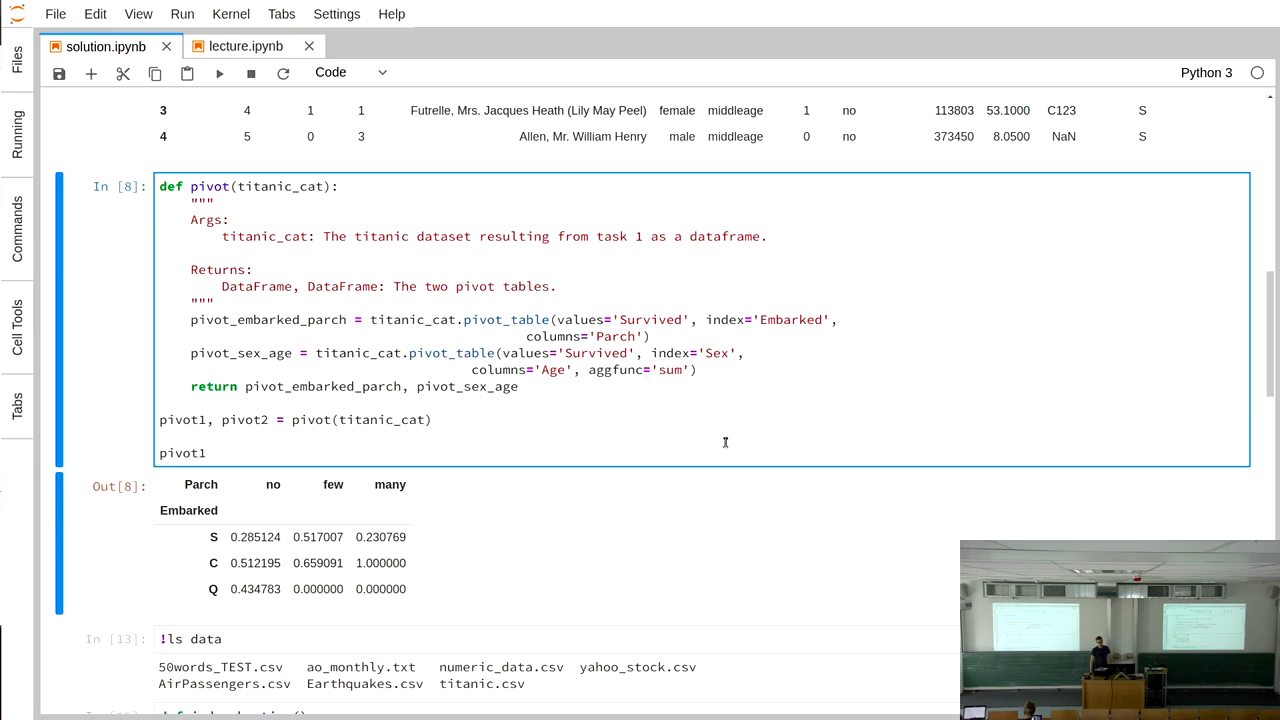 File Edit View Run Kernel Tabs Settings Help
solution.ipynb lecture.ipynb
Code Python 3
Files
Running
Commands
Cell Tools
Tabs
3 4 1 1 Futrelle, Mrs. Jacques Heath (Lily May Peel) female middleage 1 no 113803 53.1000 C123 S
4 5 0 3 Allen, Mr. William Henry male middleage 0 no 373450 8.0500 NaN S
In [8]: def pivot(titanic_cat):
"""
Args:
titanic_cat: The titanic dataset resulting from task 1 as a dataframe.
Returns:
DataFrame, DataFrame: The two pivot tables.
"""
pivot_embarked_parch = titanic_cat.pivot_table(values='Survived', index='Embarked',
columns='Parch')
pivot_sex_age = titanic_cat.pivot_table(values='Survived', index='Sex',
columns='Age', aggfunc='sum')
return pivot_embarked_parch, pivot_sex_age
pivot1, pivot2 = pivot(titanic_cat)
pivot1
Out[8]: Parch no few many
Embarked
S 0.285124 0.517007 0.230769
C 0.512195 0.659091 1.000000
Q 0.434783 0.000000 0.000000
In [13]: !ls data
50words_TEST.csv ao_monthly.txt numeric_data.csv yahoo_stock.csv
AirPassengers.csv Earthquakes.csv titanic.csv